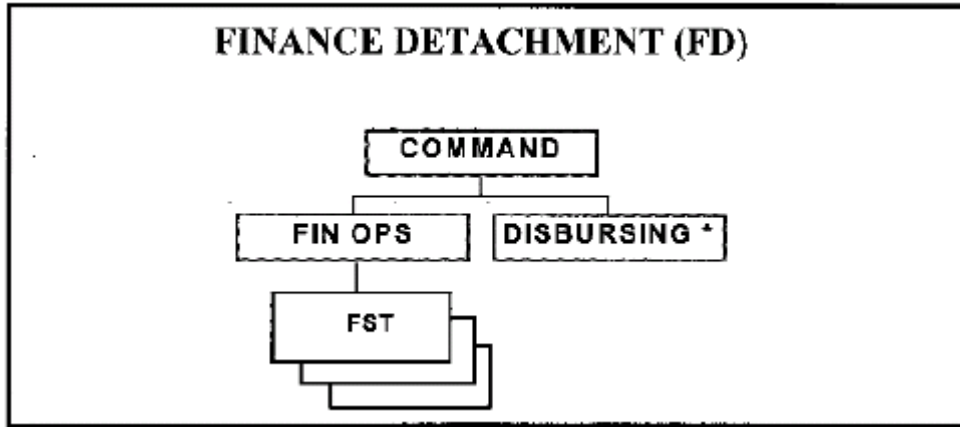 FINANCE DETACHMENT (FD)
COMMAND
FIN OPS
DISBURSING *
FST